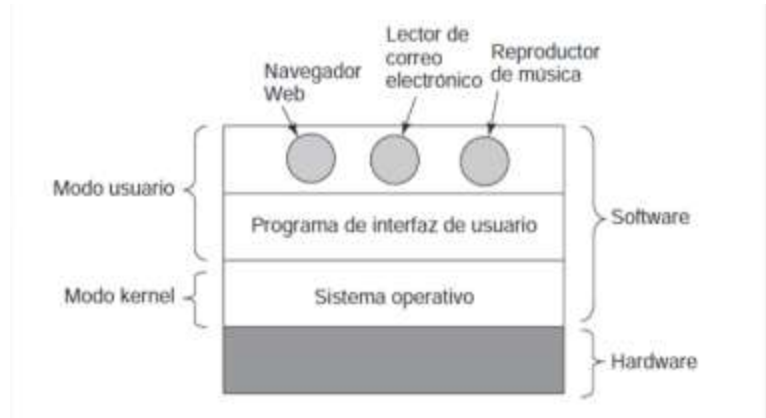 Navegador
Web
Lector de
correo
electrónico
Reproductor
de música
Modo usuario
Programa de interfaz de usuario
Software
Modo kernel
Sistema operativo
Hardware